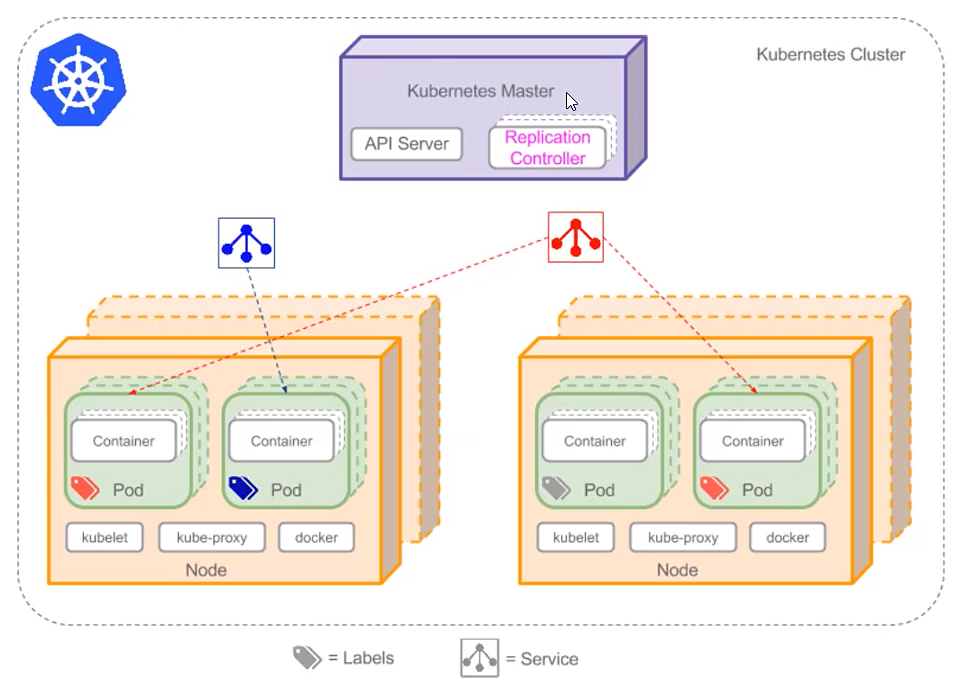 Kubernetes Cluster
Kubernetes Master
API Server
Replication
Controller
Container
Container
Container
Container
Pod
Pod
Pod
Pod
kubelet
kube-proxy
docker
kubelet
kube-proxy
docker
Node
Node
= Labels
= Service